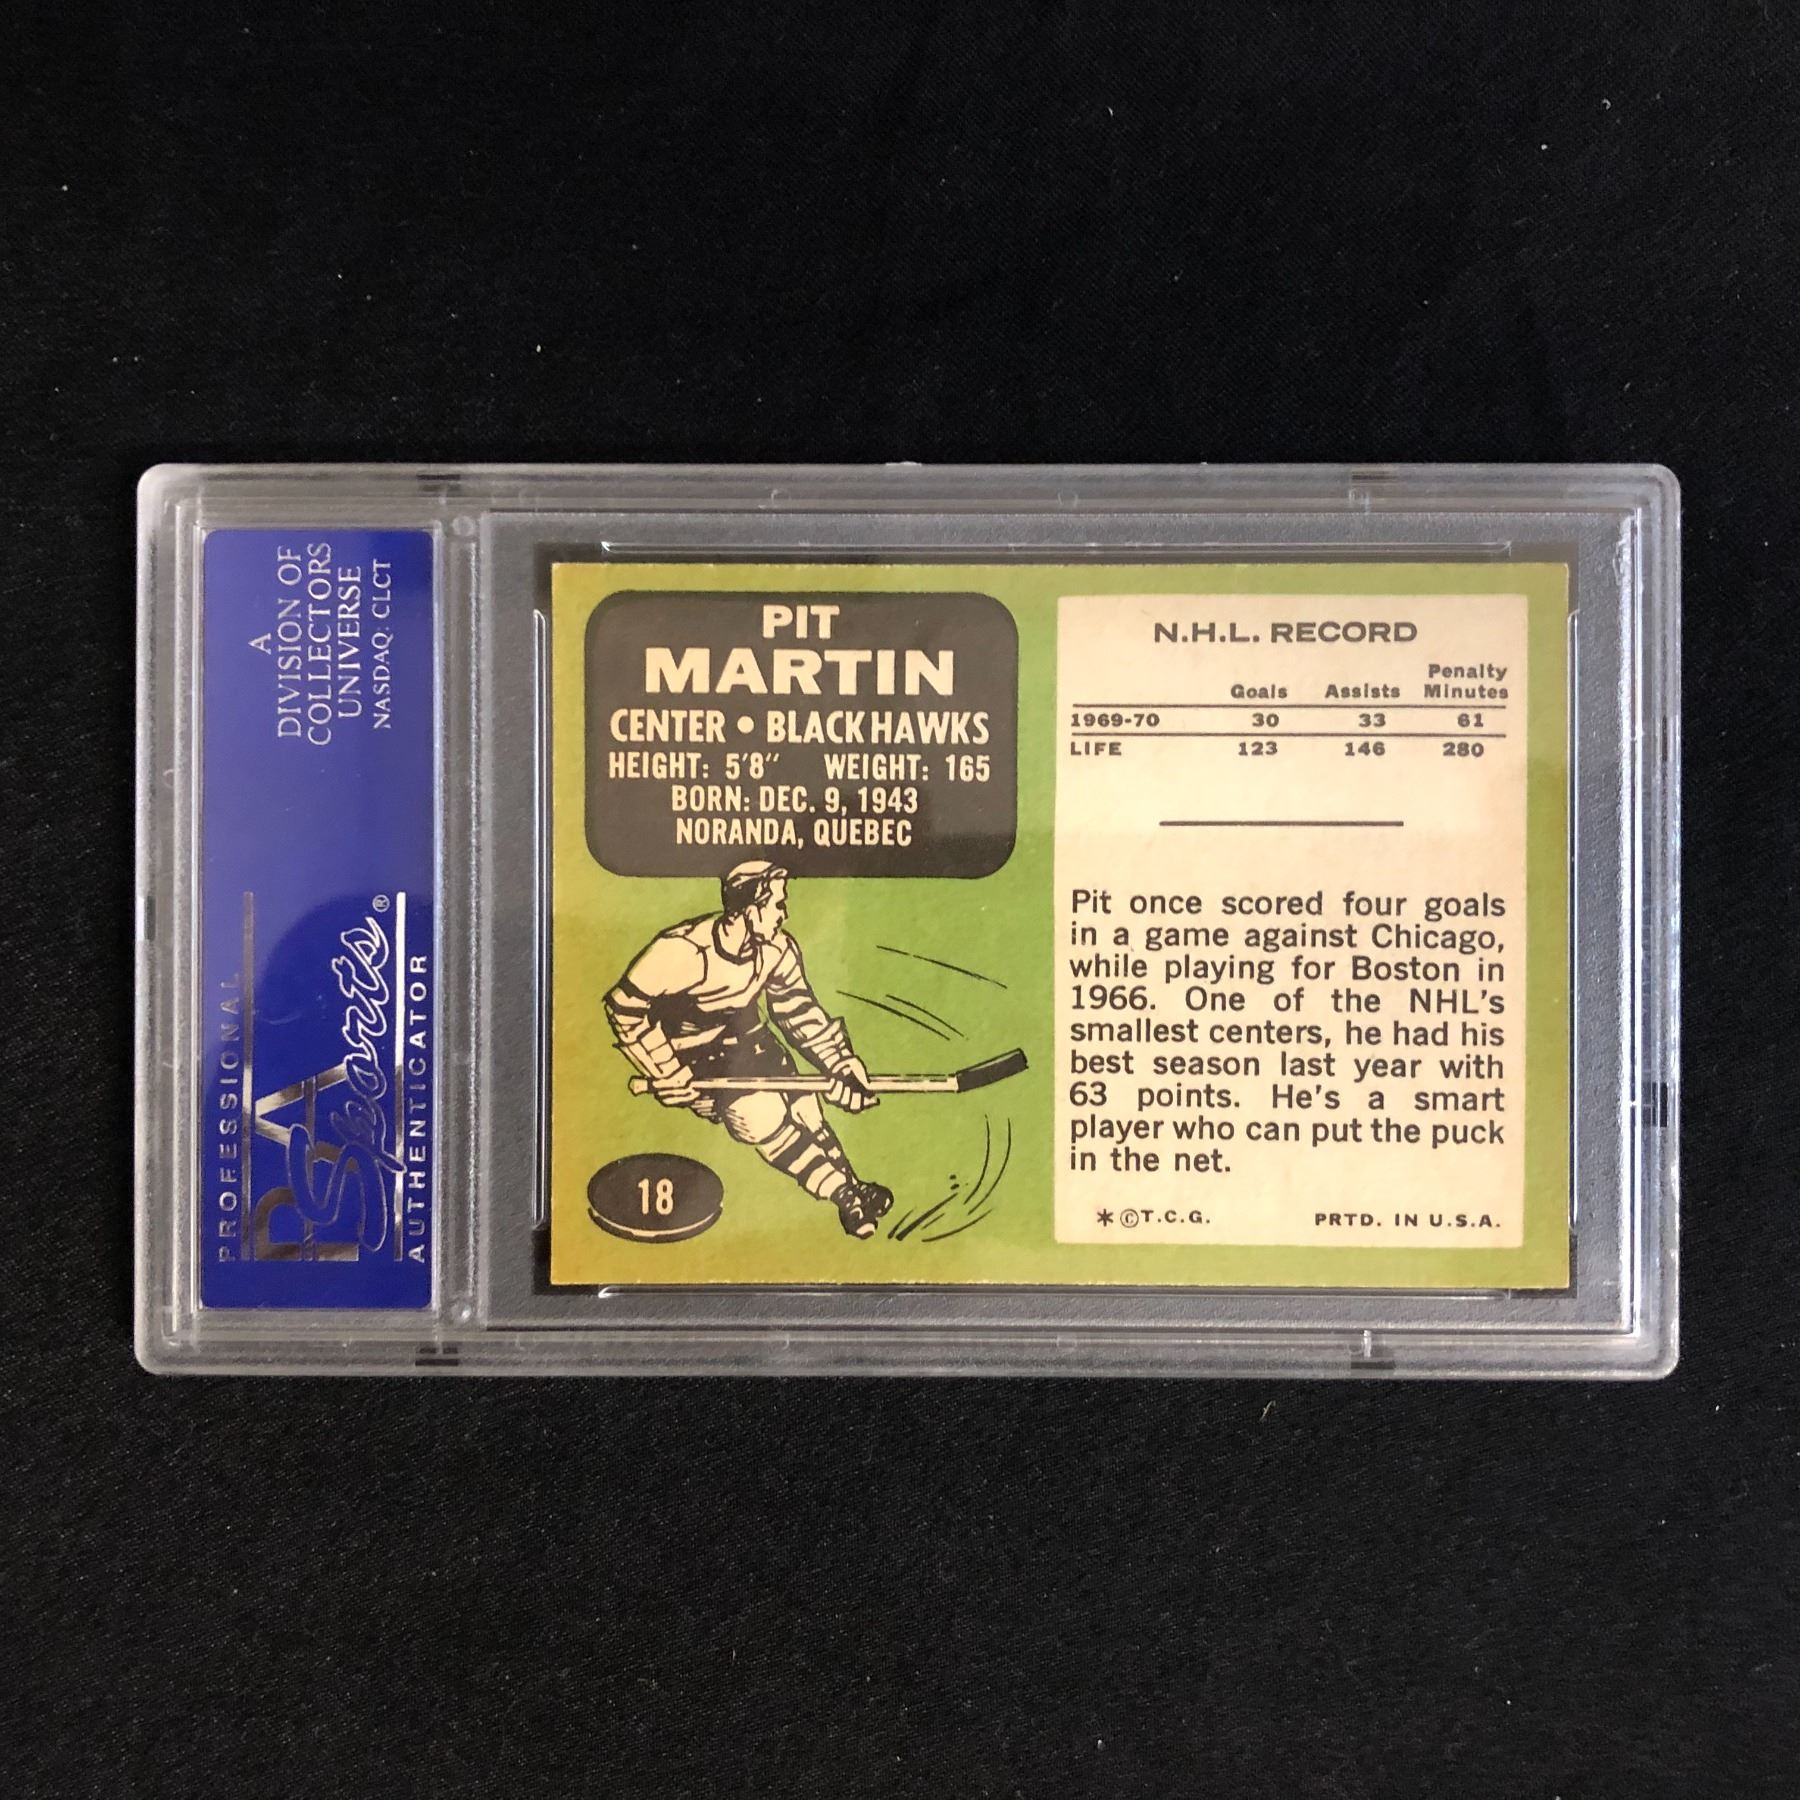 A
DIVISION OF
COLLECTORS
UNIVERSE
NASDAQ: CLCT
PROFESSIONAL
PSA
Sports®
AUTHENTICATOR
PIT
MARTIN
CENTER • BLACK HAWKS
HEIGHT: 5'8" WEIGHT: 165
BORN: DEC. 9, 1943
NORANDA, QUEBEC
18
N.H.L. RECORD
Goals Assists Penalty Minutes
1969-70 30 33 61
LIFE 123 146 280
Pit once scored four goals
in a game against Chicago,
while playing for Boston in
1966. One of the NHL's
smallest centers, he had his
best season last year with
63 points. He's a smart
player who can put the puck
in the net.
* © T.C.G. PRTD. IN U.S.A.